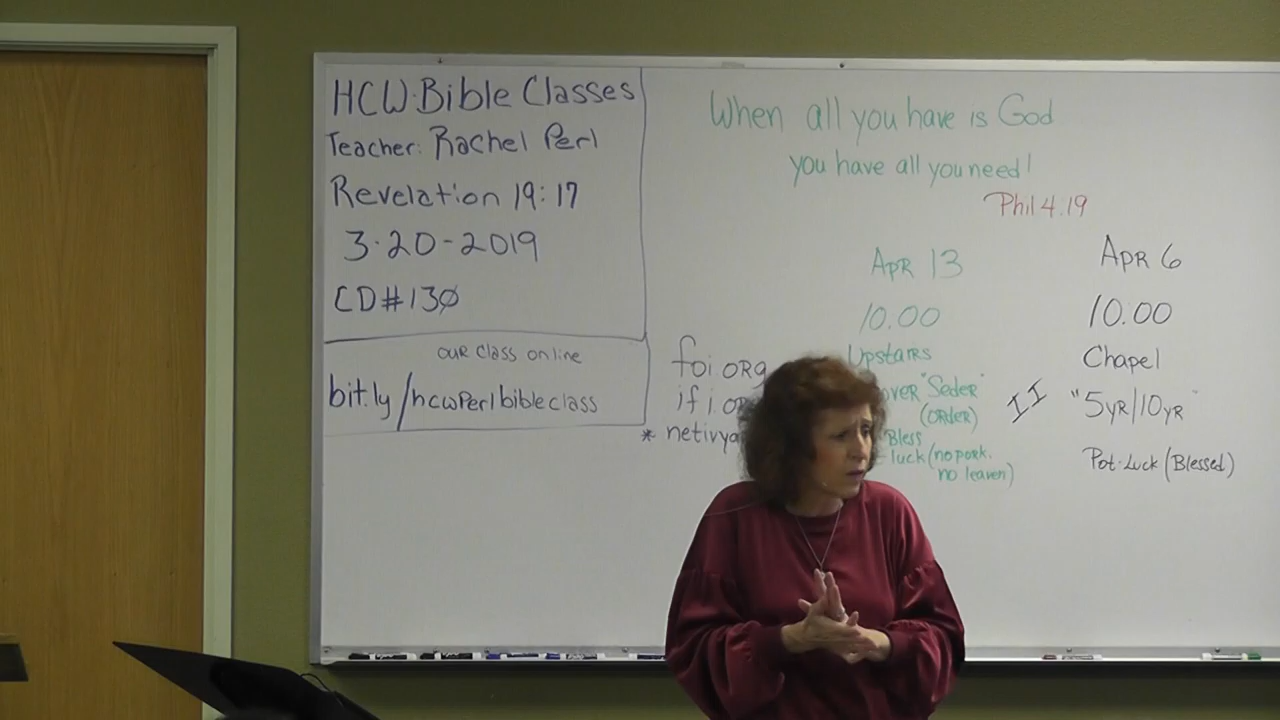 HCW Bible Classes
Teacher: Rachel Perl
Revelation 19:17
3-20-2019
CD#130
our class online
bit.ly/hcwPerlbibleclass
When all you have is God
you have all you need!
Phil 4.19
Apr 13
10.00
Upstairs
over "Seder"
(Order)
Bless
luck (no pork,
no leaven)
foi.org
if i.or
* netivya
Apr 6
10.00
Chapel
II "5yr/10yr"
Pot-Luck (Blessed)